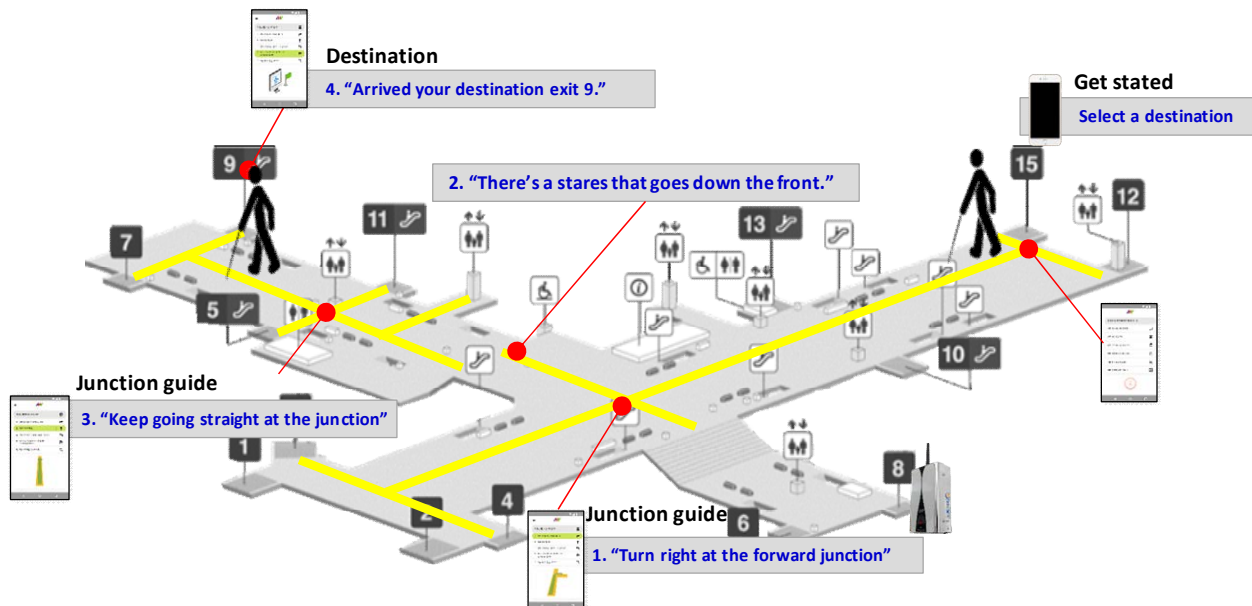 Destination
4. “Arrived your destination exit 9.”
Get stated
Select a destination
9
15
2. “There’s a stares that goes down the front.”
11
13
12
7
5
i
10
Junction guide
3. “Keep going straight at the junction”
1
8
2
4
6
Junction guide
1. “Turn right at the forward junction”